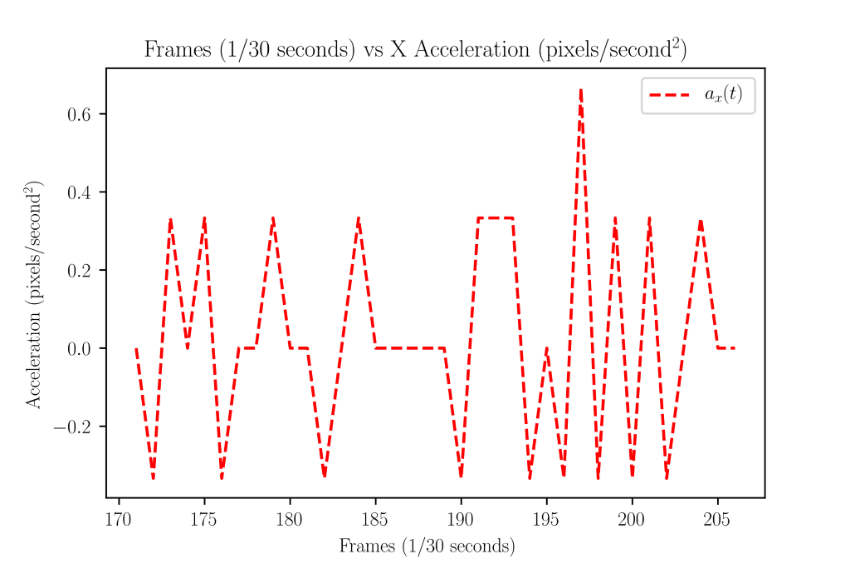 Frames (1/30 seconds) vs X Acceleration (pixels/second²)
aₓ(t)
0.6
0.4
0.2
0.0
−0.2
Acceleration (pixels/second²)
170 175 180 185 190 195 200 205
Frames (1/30 seconds)